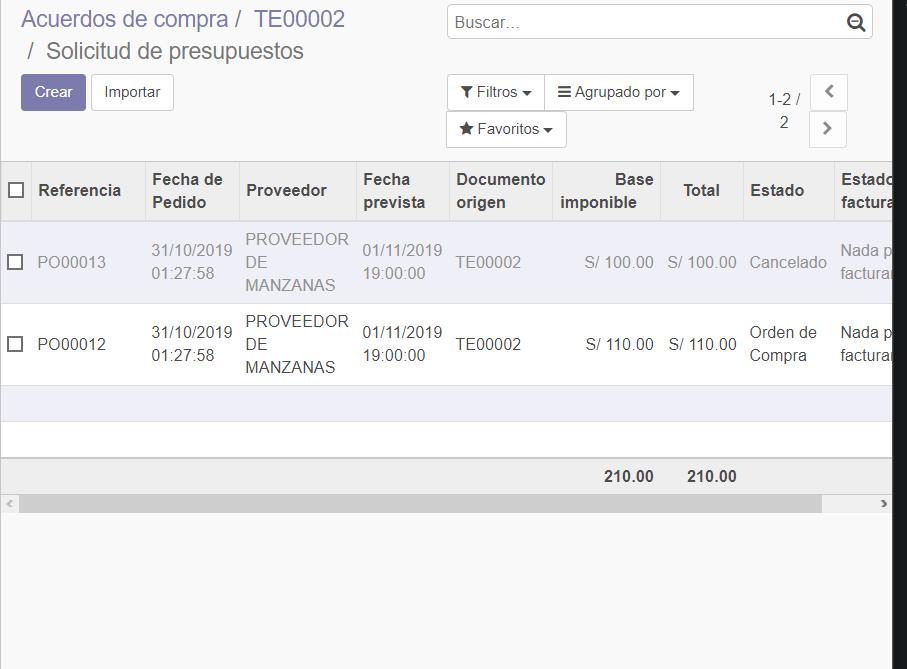 Acuerdos de compra / TE00002
/ Solicitud de presupuestos
Buscar...
Crear Importar
Filtros Agrupado por
Favoritos
1-2 /
2
Referencia Fecha de Pedido Proveedor Fecha prevista Documento origen Base imponible Total Estado Estado factura
PO00013 31/10/2019 01:27:58 PROVEEDOR DE MANZANAS 01/11/2019 19:00:00 TE00002 S/ 100.00 S/ 100.00 Cancelado Nada p facturar
PO00012 31/10/2019 01:27:58 PROVEEDOR DE MANZANAS 01/11/2019 19:00:00 TE00002 S/ 110.00 S/ 110.00 Orden de Compra Nada p facturar
210.00 210.00